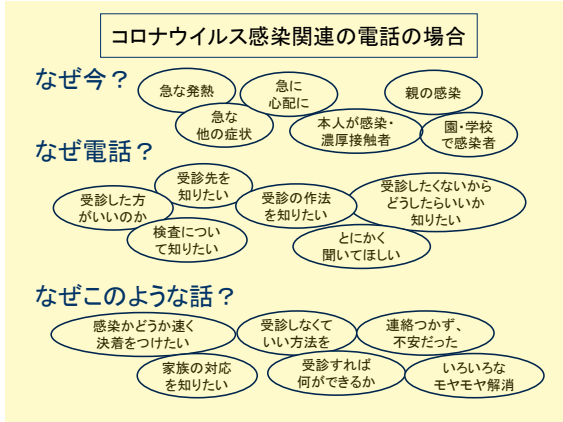 コロナウイルス感染関連の電話の場合
なぜ今？
急な発熱
急に
心配に
親の感染
急な
他の症状
本人が感染・
濃厚接触者
園・学校
で感染者
なぜ電話？
受診した方
がいいのか
受診先を
知りたい
受診の作法
を知りたい
受診したくないから
どうしたらいいか
知りたい
検査につい
て知りたい
とにかく
聞いてほしい
なぜこのような話？
感染かどうか速く
決着をつけたい
受診しなくて
いい方法を
連絡つかず、
不安だった
家族の対応
を知りたい
受診すれば
何ができるか
いろいろな
モヤモヤ解消